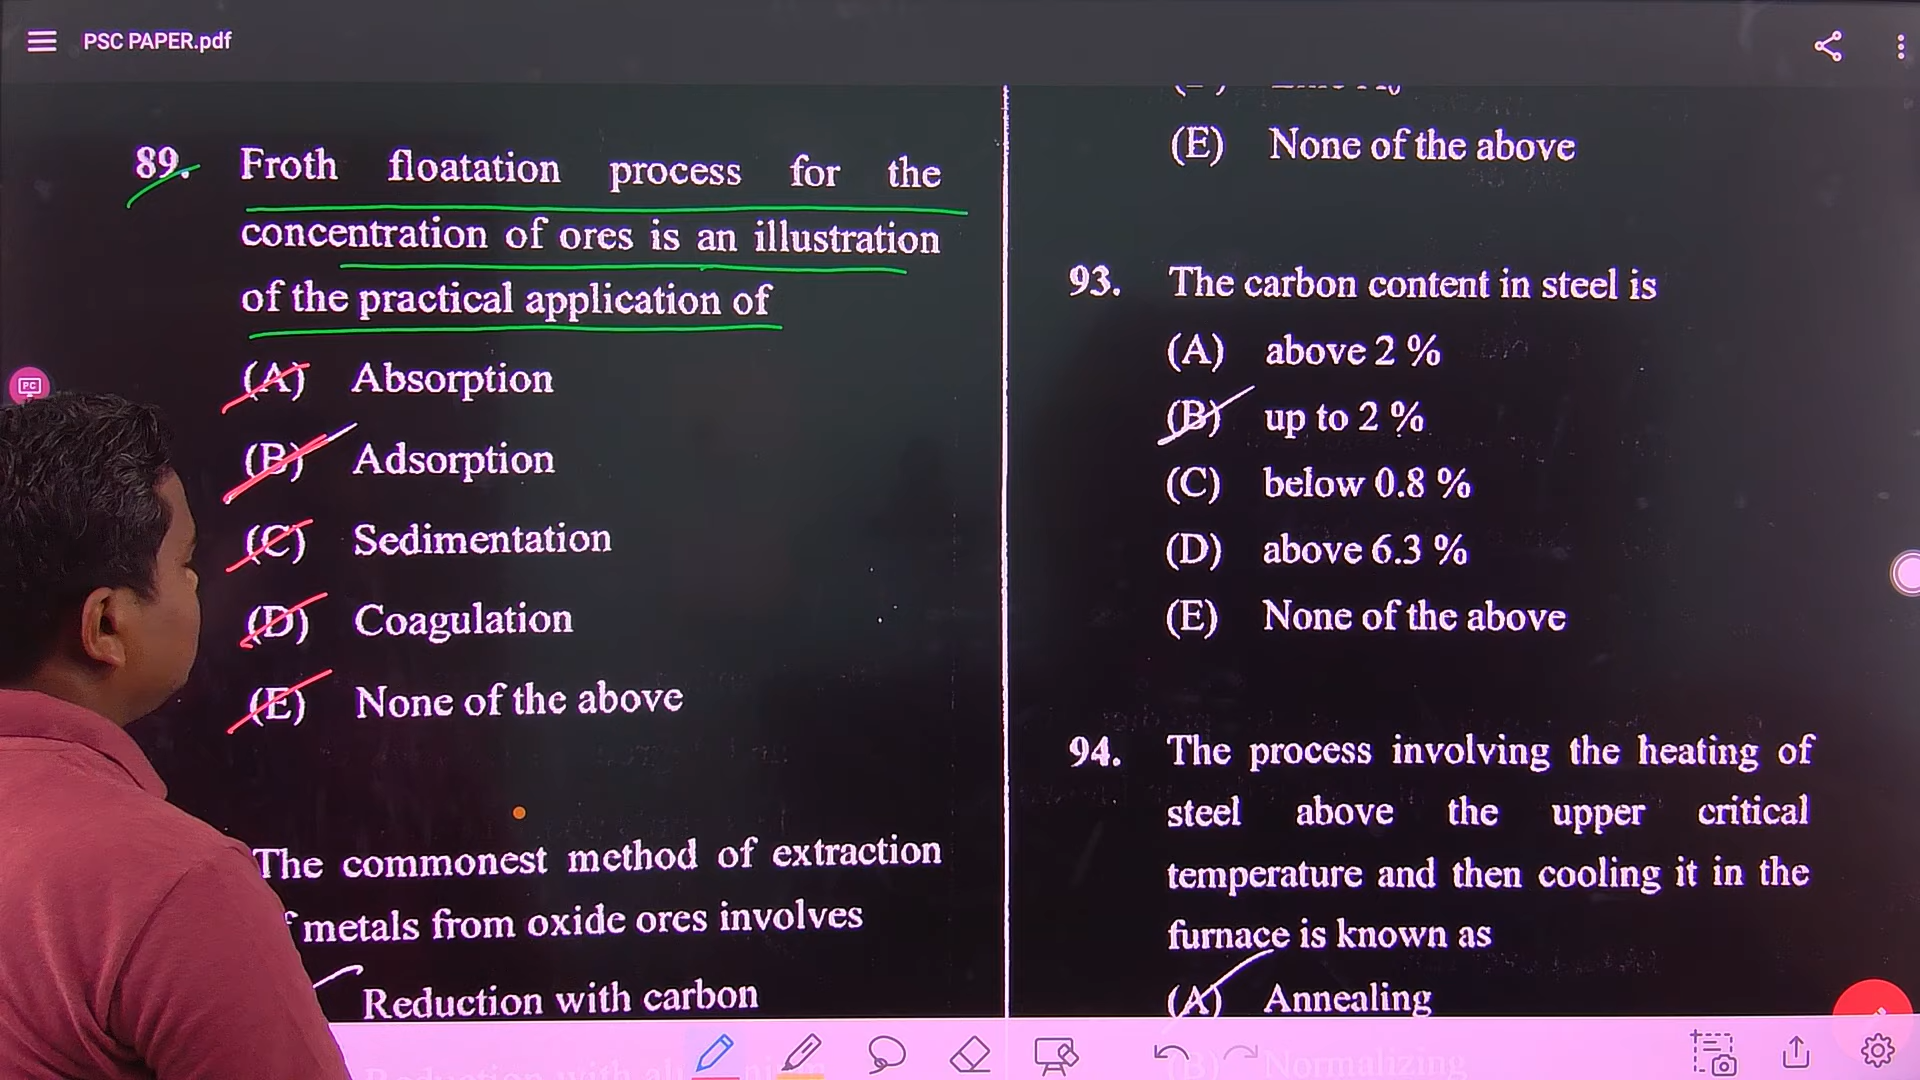 PSC PAPER.pdf
89. Froth floatation process for the
concentration of ores is an illustration
of the practical application of
(A) Absorption
(B) Adsorption
(C) Sedimentation
(D) Coagulation
(E) None of the above
The commonest method of extraction
f metals from oxide ores involves
Reduction with carbon
(E) None of the above
93. The carbon content in steel is
(A) above 2 %
(B) up to 2 %
(C) below 0.8 %
(D) above 6.3 %
(E) None of the above
94. The process involving the heating of
steel above the upper critical
temperature and then cooling it in the
furnace is known as
(A) Annealing
(B) Normalizing
PC